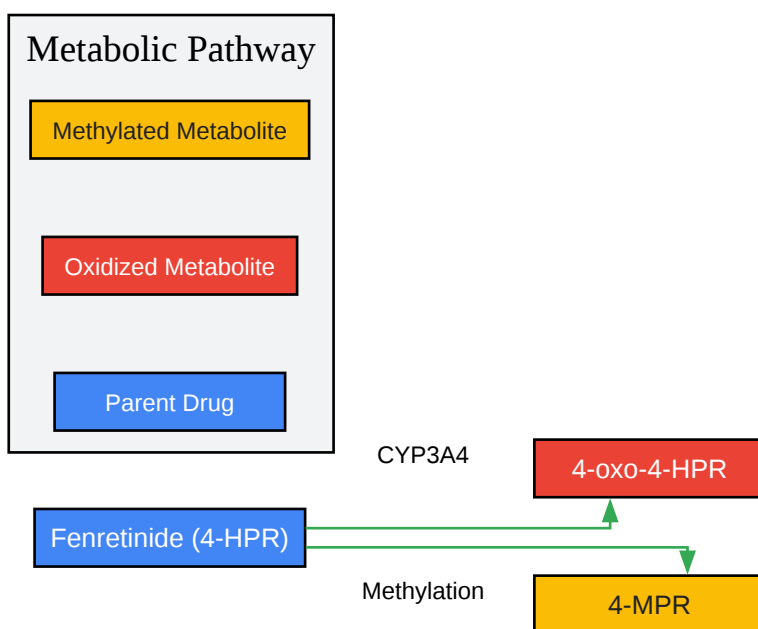 Metabolic Pathway
Methylated Metabolite
Oxidized Metabolite
Parent Drug
CYP3A4
4-oxo-4-HPR
Fenretinide (4-HPR)
Methylation
4-MPR